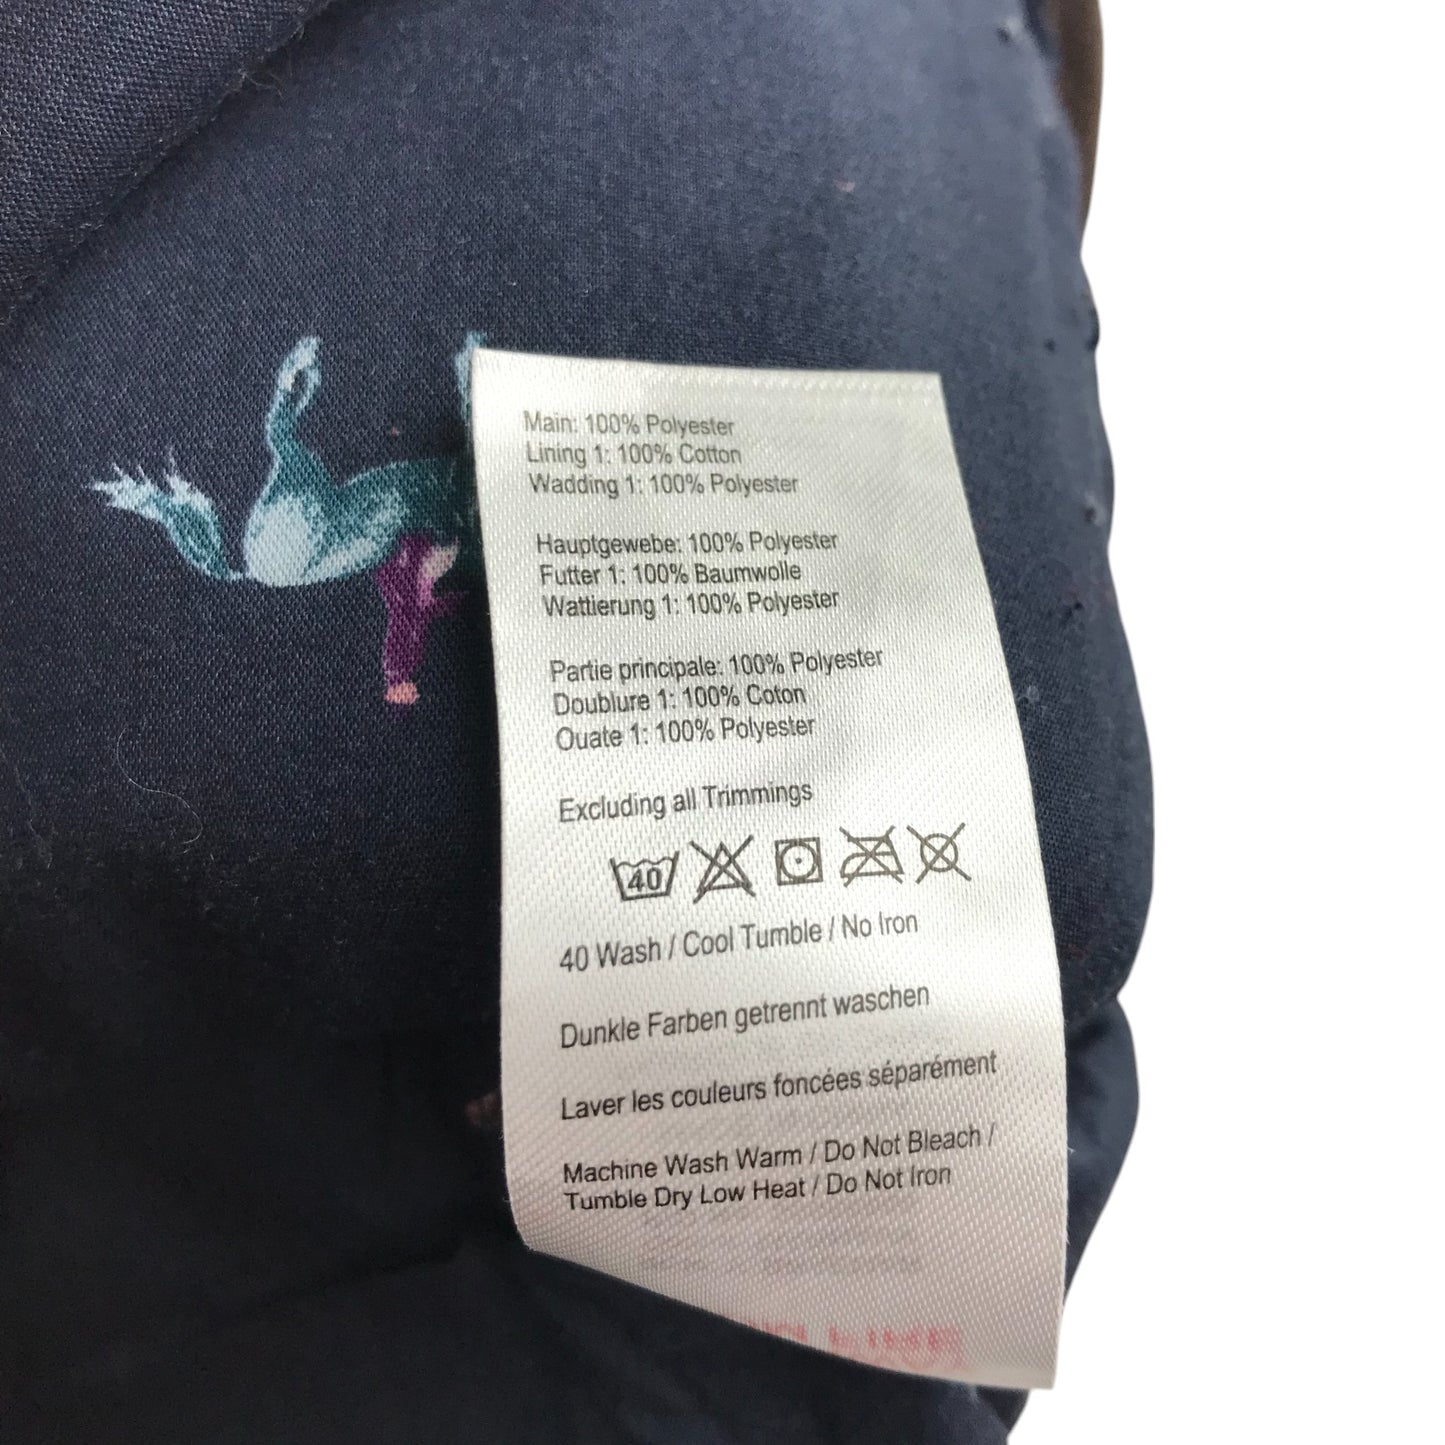 Main: 100% Polyester
Lining 1: 100% Cotton
Wadding 1: 100% Polyester
Hauptgewebe: 100% Polyester
Futter 1: 100% Baumwolle
Wattierung 1: 100% Polyester
Partie principale: 100% Polyester
Doublure 1: 100% Coton
Ouate 1: 100% Polyester
Excluding all Trimmings
40
40 Wash / Cool Tumble / No Iron
Dunkle Farben getrennt waschen
Laver les couleurs foncées séparément
Machine Wash Warm / Do Not Bleach /
Tumble Dry Low Heat / Do Not Iron